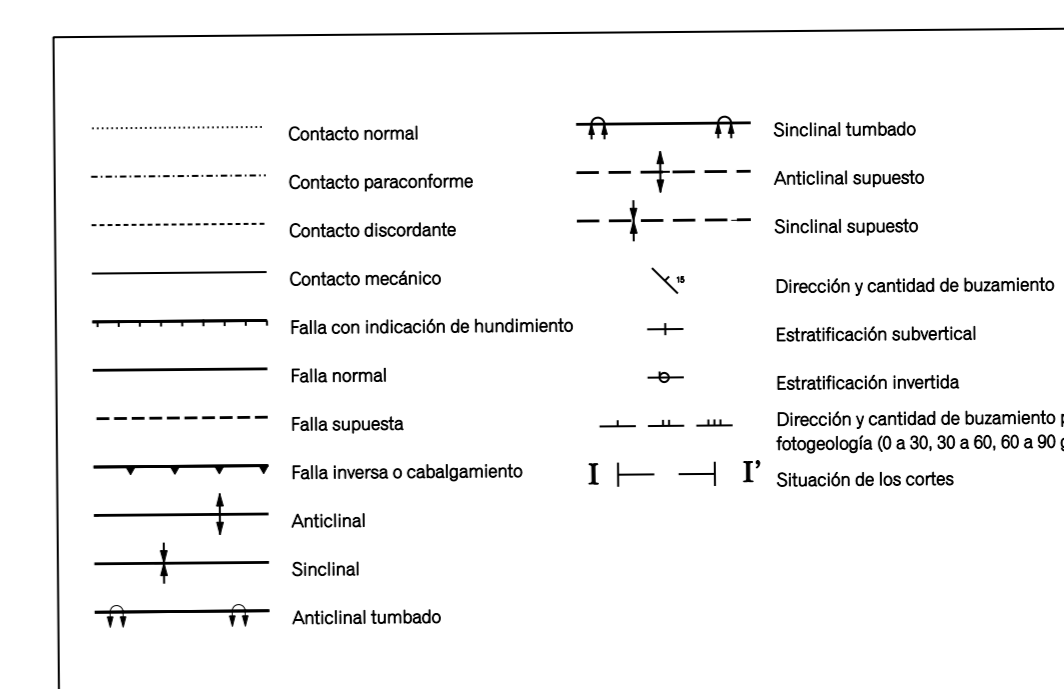 Contacto normal
Contacto paraconforme
Contacto discordante
Contacto mecánico
Falla con indicación de hundimiento
Falla normal
Falla supuesta
Falla inversa o cabalgamiento
Anticlinal
Sinclinal
Anticlinal tumbado
Sinclinal tumbado
Anticlinal supuesto
Sinclinal supuesto
15 Dirección y cantidad de buzamiento
Estratificación subvertical
Estratificación invertida
Dirección y cantidad de buzamiento
fotogeología (0 a 30, 30 a 60, 60 a 90
I I' Situación de los cortes